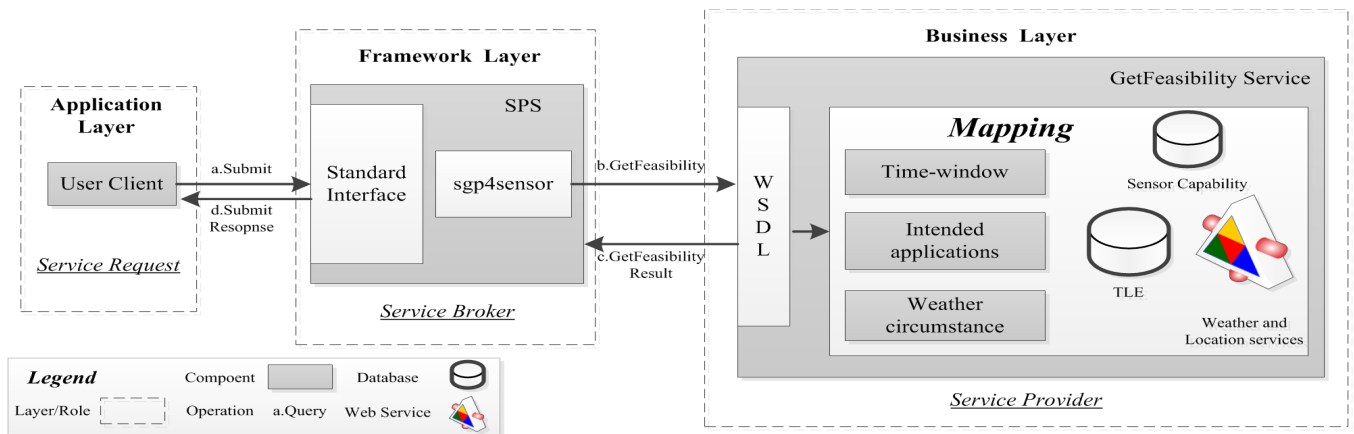 Application
Layer
User Client
Service Request
a.Submit
d.Submit
Resopnse
Framework Layer
SPS
Standard
Interface
sgp4sensor
Service Broker
b.GetFeasibility
c.GetFeasibility
Result
Business Layer
GetFeasibility Service
W
S
D
L
Mapping
Time-window
Intended
applications
Weather
circumstance
Sensor Capability
TLE
Weather and
Location services
Service Provider
Legend
Compoent
Database
Layer/Role
Operation
a.Query
Web Service